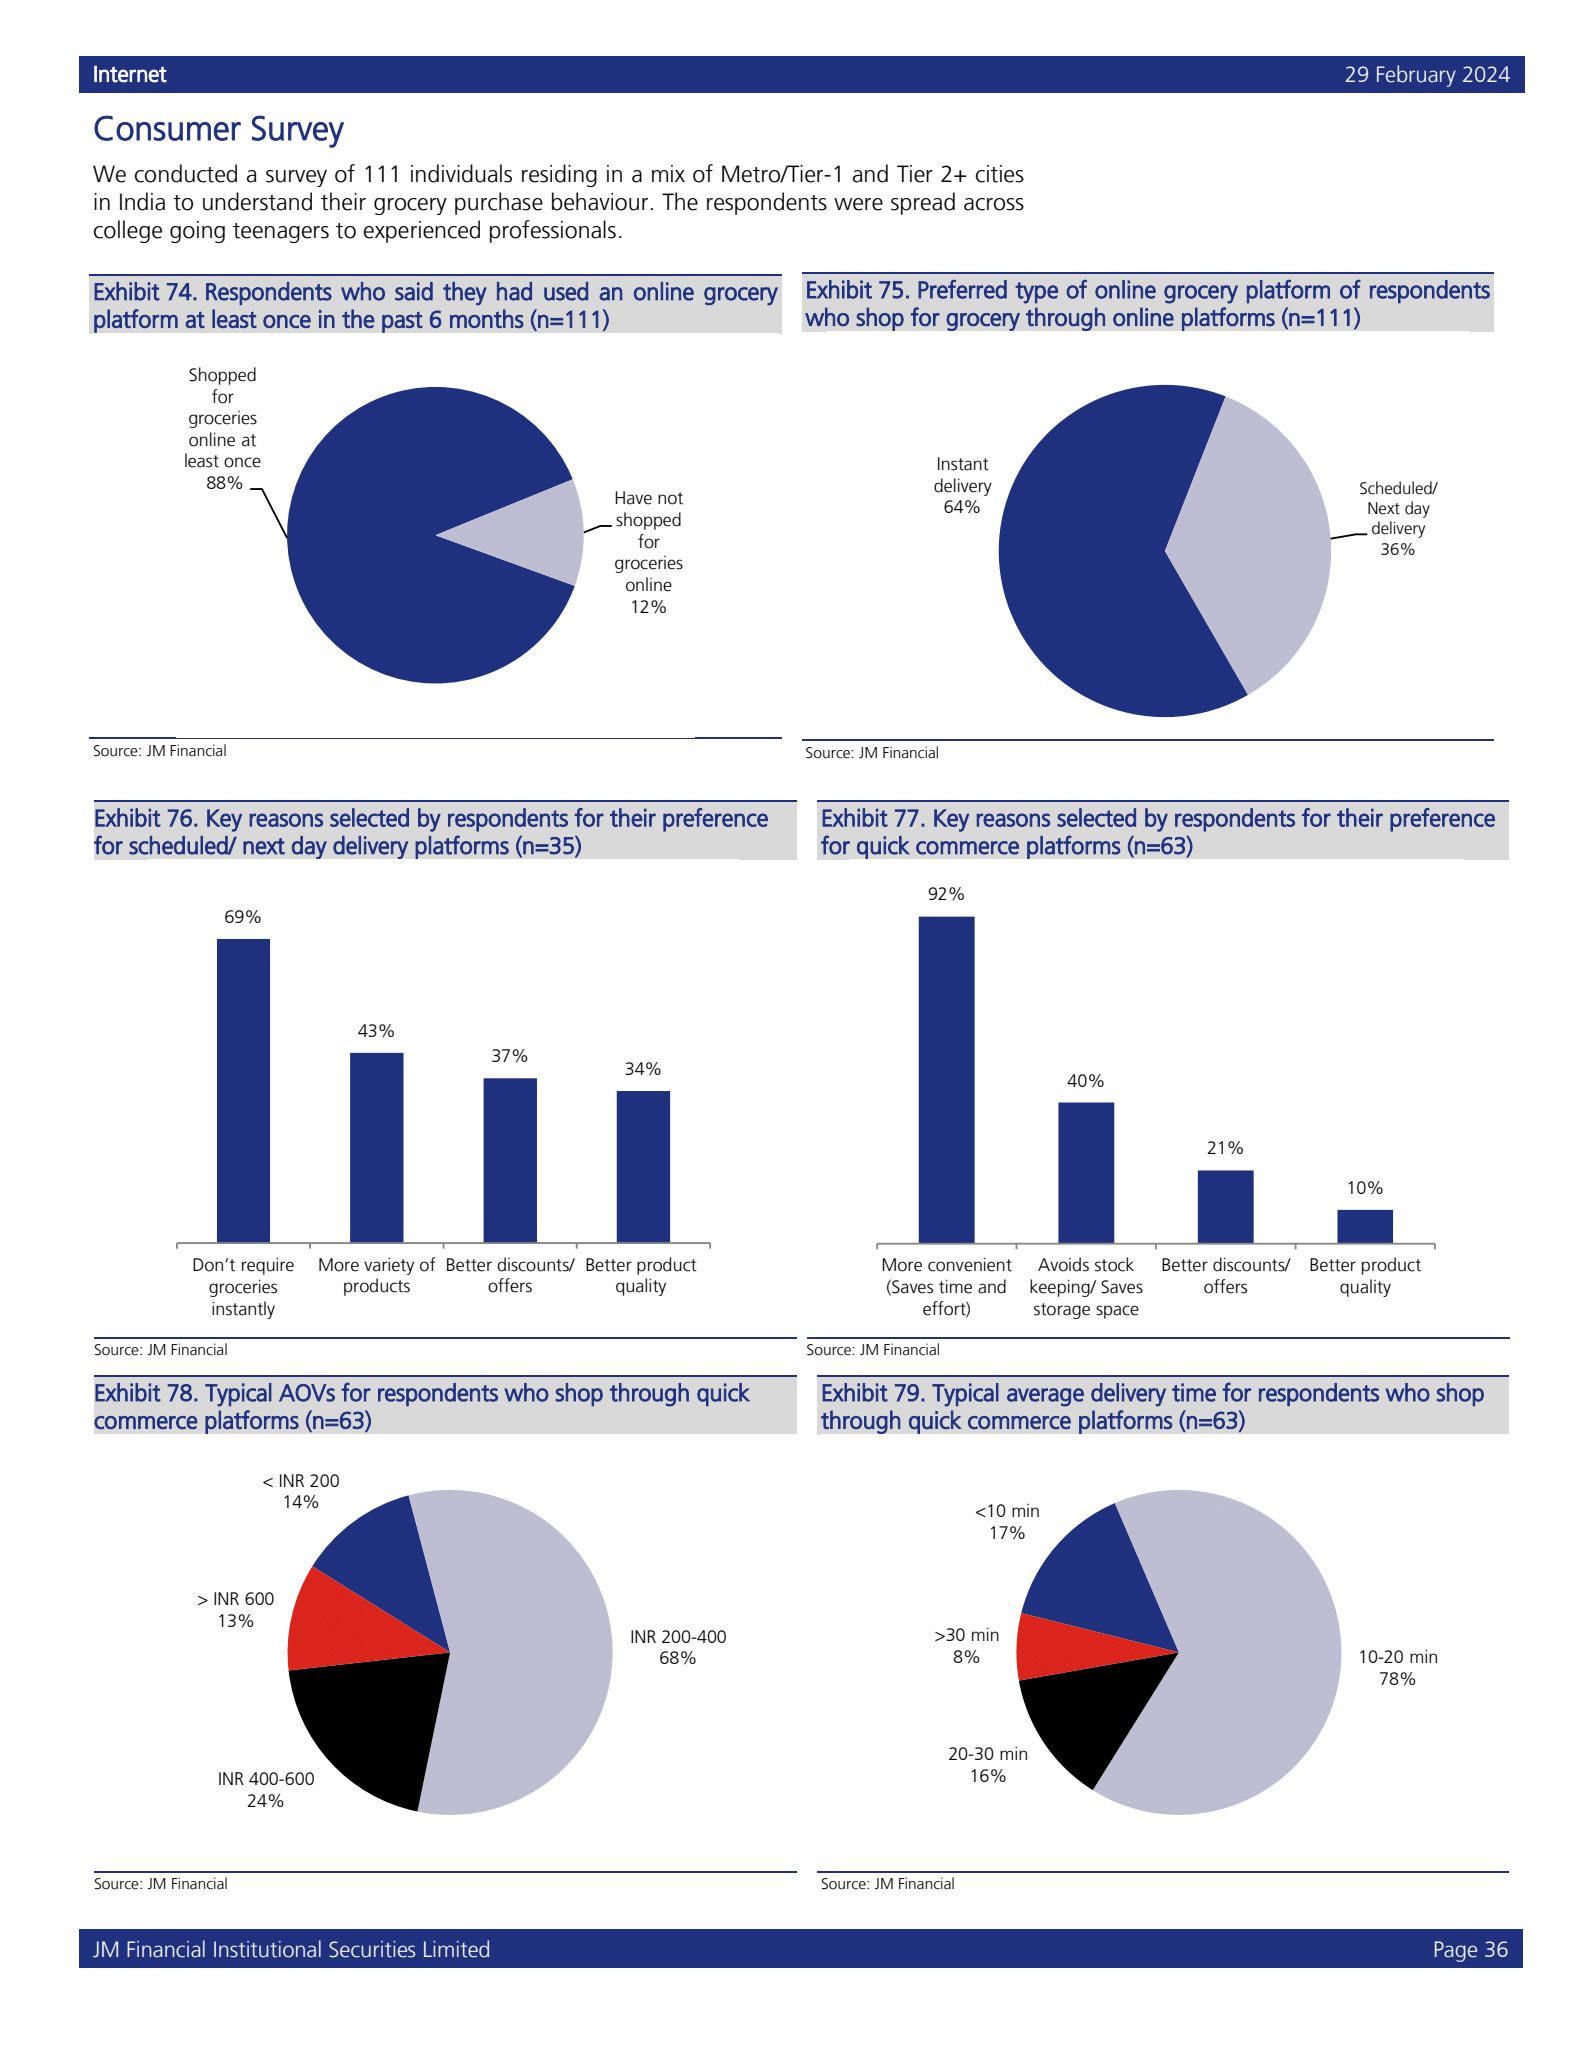 Internet
29 February 2024
Consumer Survey
We conducted a survey of 111 individuals residing in a mix of Metro/Tier-1 and Tier 2+ cities
in India to understand their grocery purchase behaviour. The respondents were spread across
college going teenagers to experienced professionals.
Exhibit 74. Respondents who said they had used an online grocery
platform at least once in the past 6 months (n=111)
Shopped
for
groceries
online at
least once
88%
Have not
shopped
for
groceries
online
12%
Source: JM Financial
Exhibit 75. Preferred type of online grocery platform of respondents
who shop for grocery through online platforms (n=111)
Instant
delivery
64%
Scheduled/
Next day
delivery
36%
Source: JM Financial
Exhibit 76. Key reasons selected by respondents for their preference
for scheduled/ next day delivery platforms (n=35)
69%
43%
37%
34%
Don't require
groceries
instantly
More variety of
products
Better discounts/
offers
Better product
quality
Source: JM Financial
Exhibit 77. Key reasons selected by respondents for their preference
for quick commerce platforms (n=63)
92%
40%
21%
10%
More convenient
(Saves time and
effort)
Avoids stock
keeping/ Saves
storage space
Better discounts/
offers
Better product
quality
Source: JM Financial
Exhibit 78. Typical AOVs for respondents who shop through quick
commerce platforms (n=63)
< INR 200
14%
> INR 600
13%
INR 200-400
68%
INR 400-600
24%
Source: JM Financial
Exhibit 79. Typical average delivery time for respondents who shop
through quick commerce platforms (n=63)
<10 min
17%
>30 min
8%
10-20 min
78%
20-30 min
16%
Source: JM Financial
JM Financial Institutional Securities Limited
Page 36